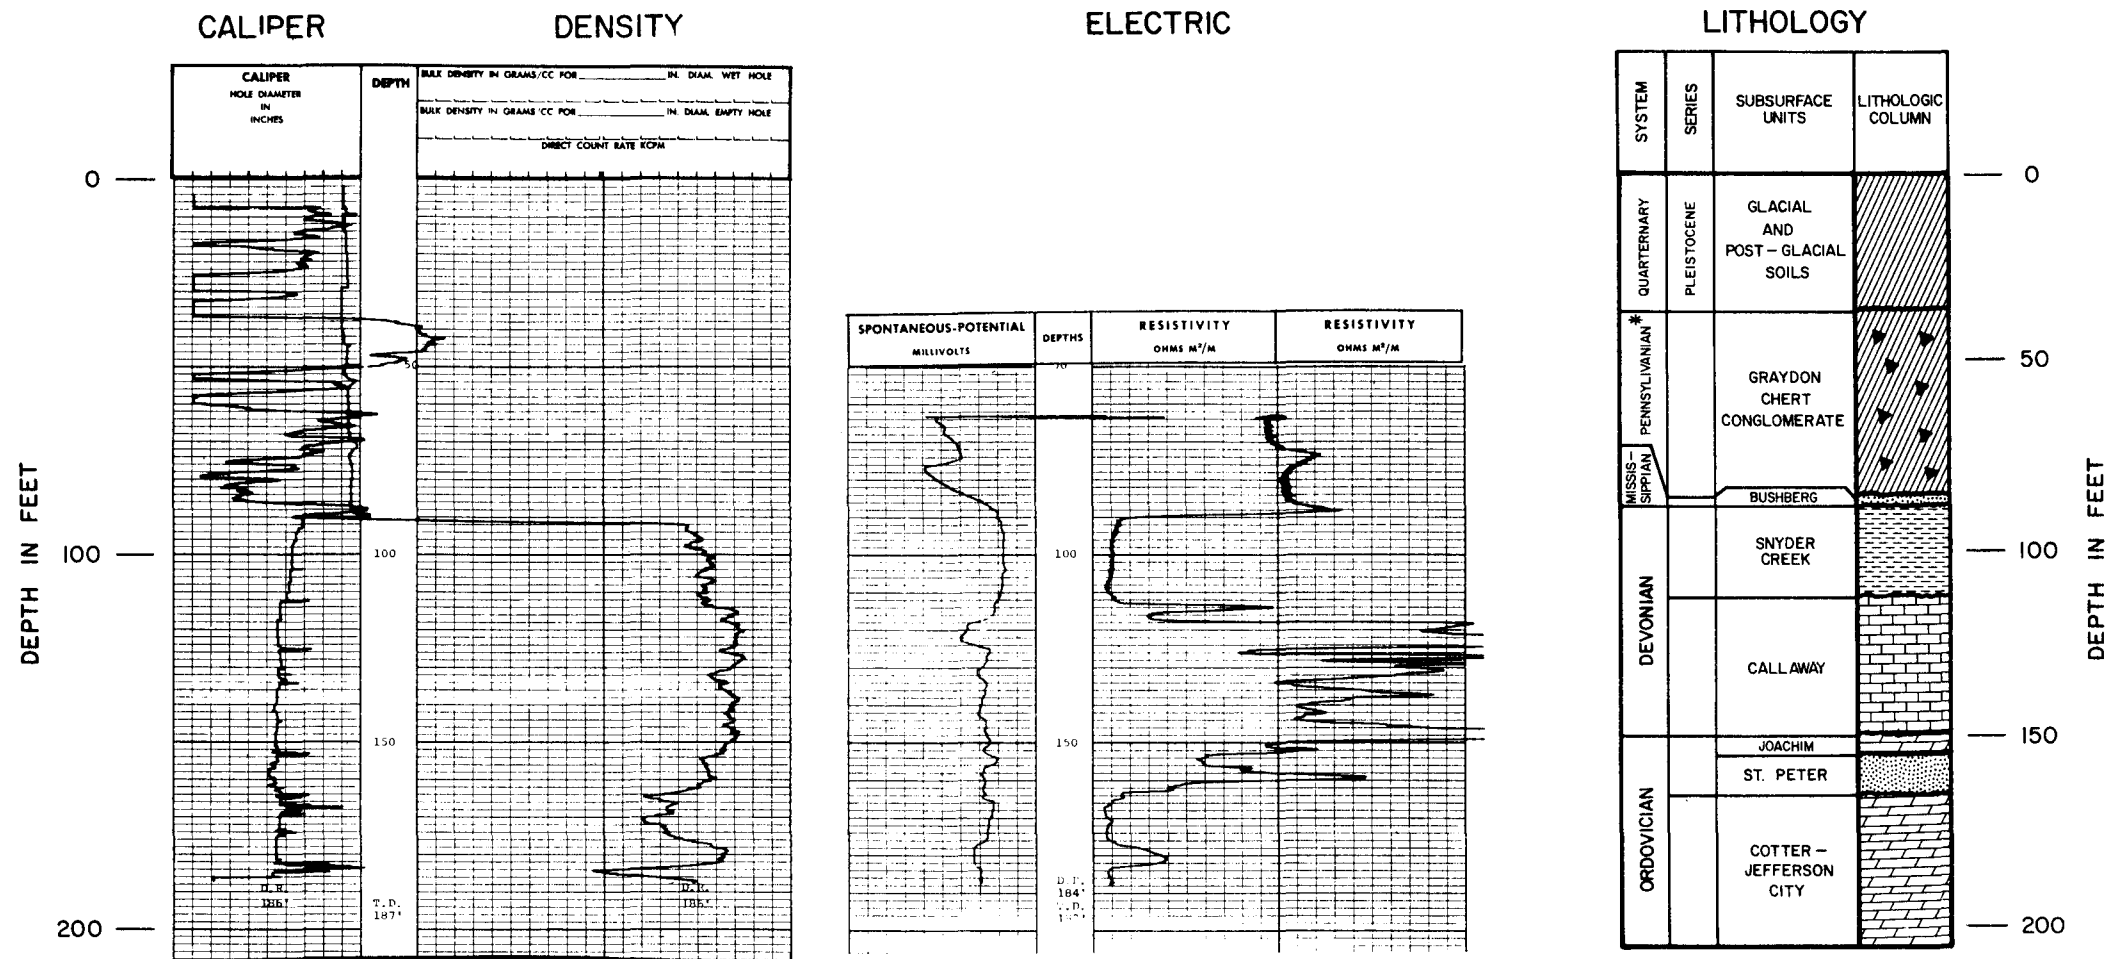 CALIPER
DENSITY
ELECTRIC
LITHOLOGY
CALIPER
HOLE DIAMETER
IN
INCHES
DEPTH
BULK DENSITY IN GRAMS/CC FOR IN. DIAM. WET HOLE
BULK DENSITY IN GRAMS/CC FOR IN. DIAM. EMPTY HOLE
DIRECT COUNT RATE KCPM
0
50
100
150
200
DEPTH IN FEET
50
100
150
D.R.
186'
T.D.
187'
D.R.
186'
SPONTANEOUS-POTENTIAL
MILLIVOLTS
DEPTHS
RESISTIVITY
OHMS M²/M
RESISTIVITY
OHMS M²/M
100
150
184'
T.D.
SYSTEM
SERIES
SUBSURFACE
UNITS
LITHOLOGIC
COLUMN
QUATERNARY
PLEISTOCENE
GLACIAL
AND
POST-GLACIAL
SOILS
PENNSYLIVANIAN*
GRAYDON
CHERT
CONGLOMERATE
MISSIS-
SIPPIAN
BUSHBERG
DEVONIAN
SNYDER
CREEK
CALLAWAY
ORDOVICIAN
JOACHIM
ST. PETER
COTTER-
JEFFERSON
CITY
0
50
100
150
200
DEPTH IN FEET